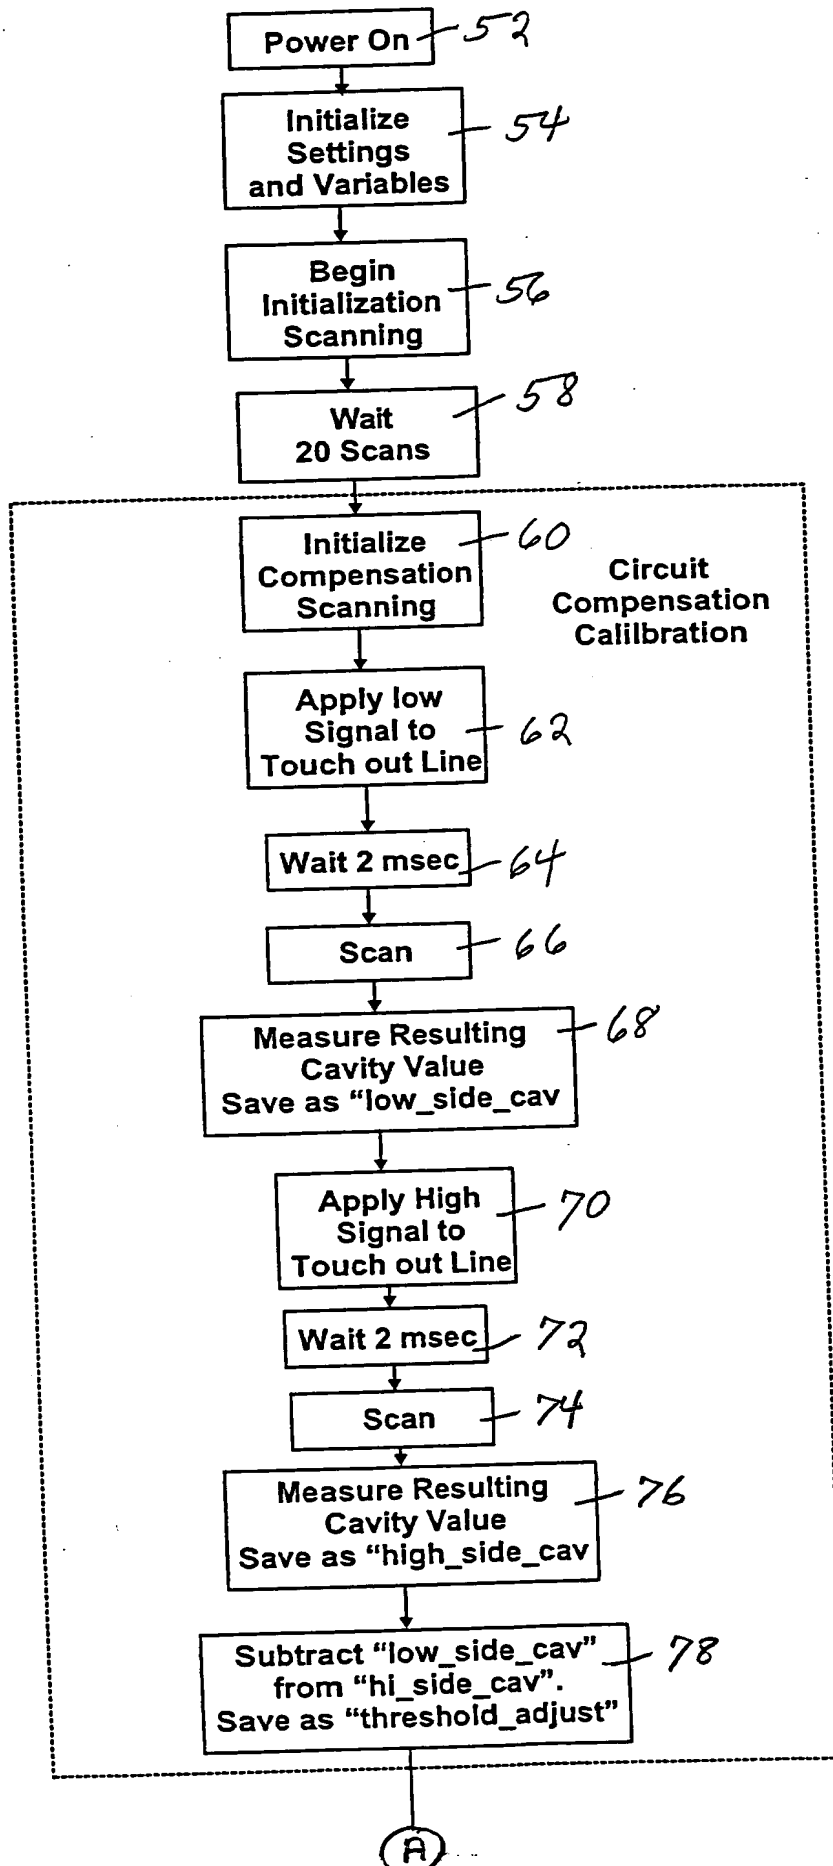 Power On
52
Initialize
Settings
and Variables
54
Begin
Initialization
Scanning
56
Wait
20 Scans
58
Initialize
Compensation
Scanning
60
Circuit
Compensation
Calilbration
Apply low
Signal to
Touch out Line
62
Wait 2 msec
64
Scan
66
Measure Resulting
Cavity Value
Save as “low_side_cav
68
Apply High
Signal to
Touch out Line
70
Wait 2 msec
72
Scan
74
Measure Resulting
Cavity Value
Save as “high_side_cav
76
Subtract “low_side_cav”
from “hi_side_cav”.
Save as “threshold_adjust”
78
A